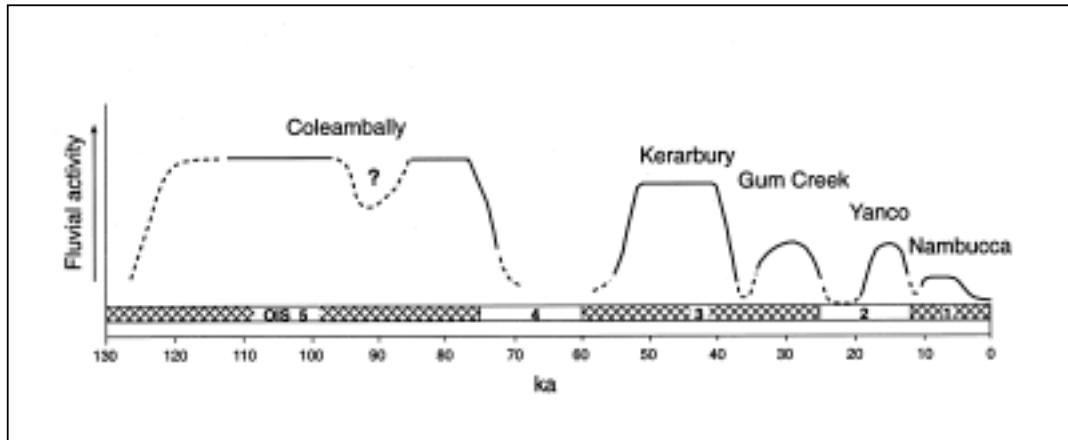 Fluvial activity
Coleambally
?
Kerarbury
Gum Creek
Yanco
Nambucca
OIS 5 4 3 2 1
130 120 110 100 90 80 70 60 50 40 30 20 10 0
ka